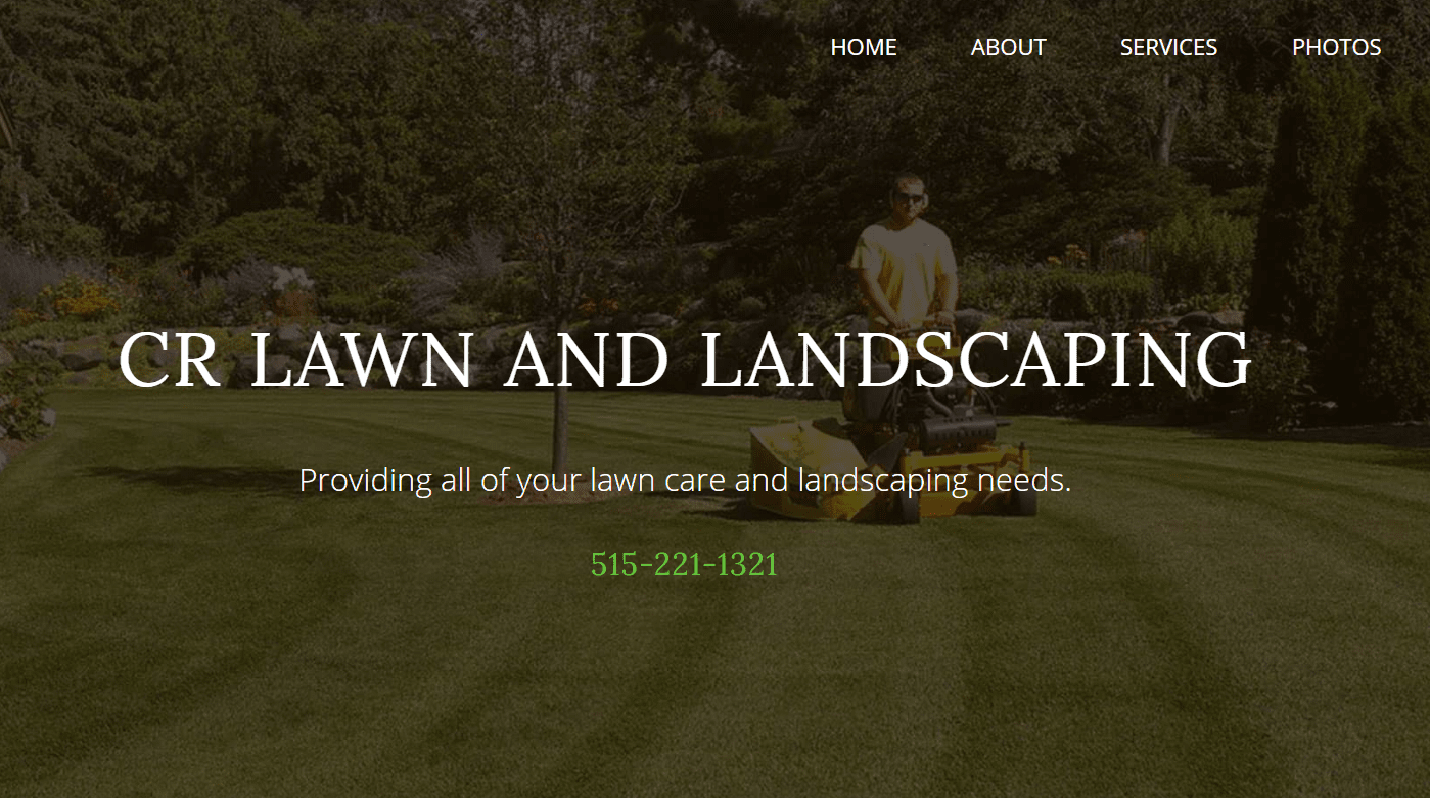 HOME ABOUT SERVICES PHOTOS
CR LAWN AND LANDSCAPING
Providing all of your lawn care and landscaping needs.
515-221-1321